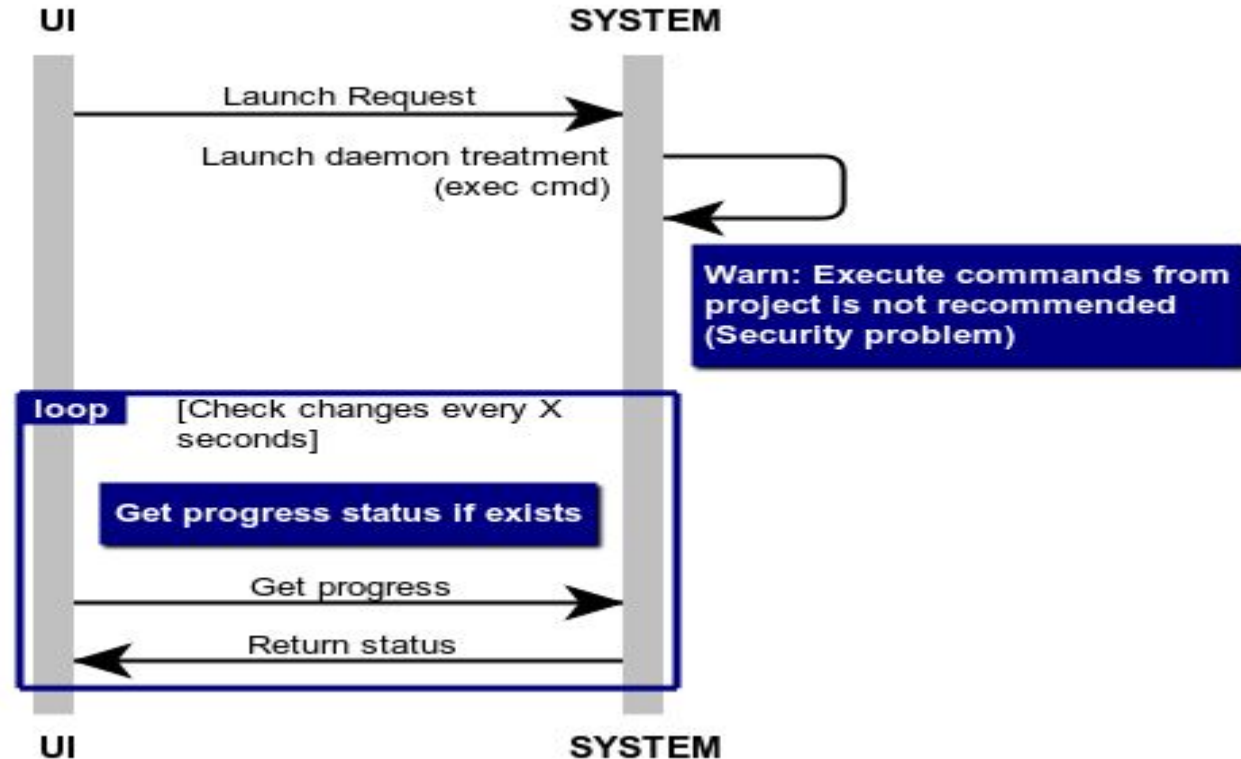 UI
SYSTEM
Launch Request
Launch daemon treatment
(exec cmd)
Warn: Execute commands from
project is not recommended
(Security problem)
loop
[Check changes every X
seconds]
Get progress status if exists
Get progress
Return status
UI
SYSTEM